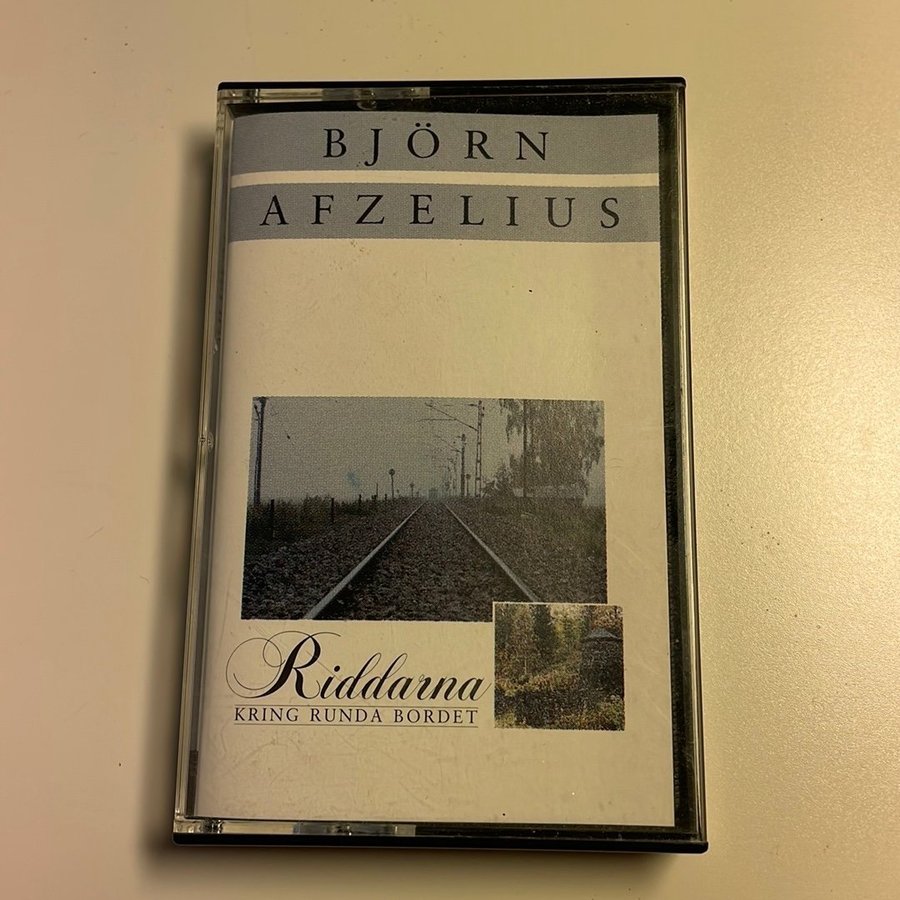 BJÖRN
AFZELIUS
Riddarna
KRING RUNDA BORDET